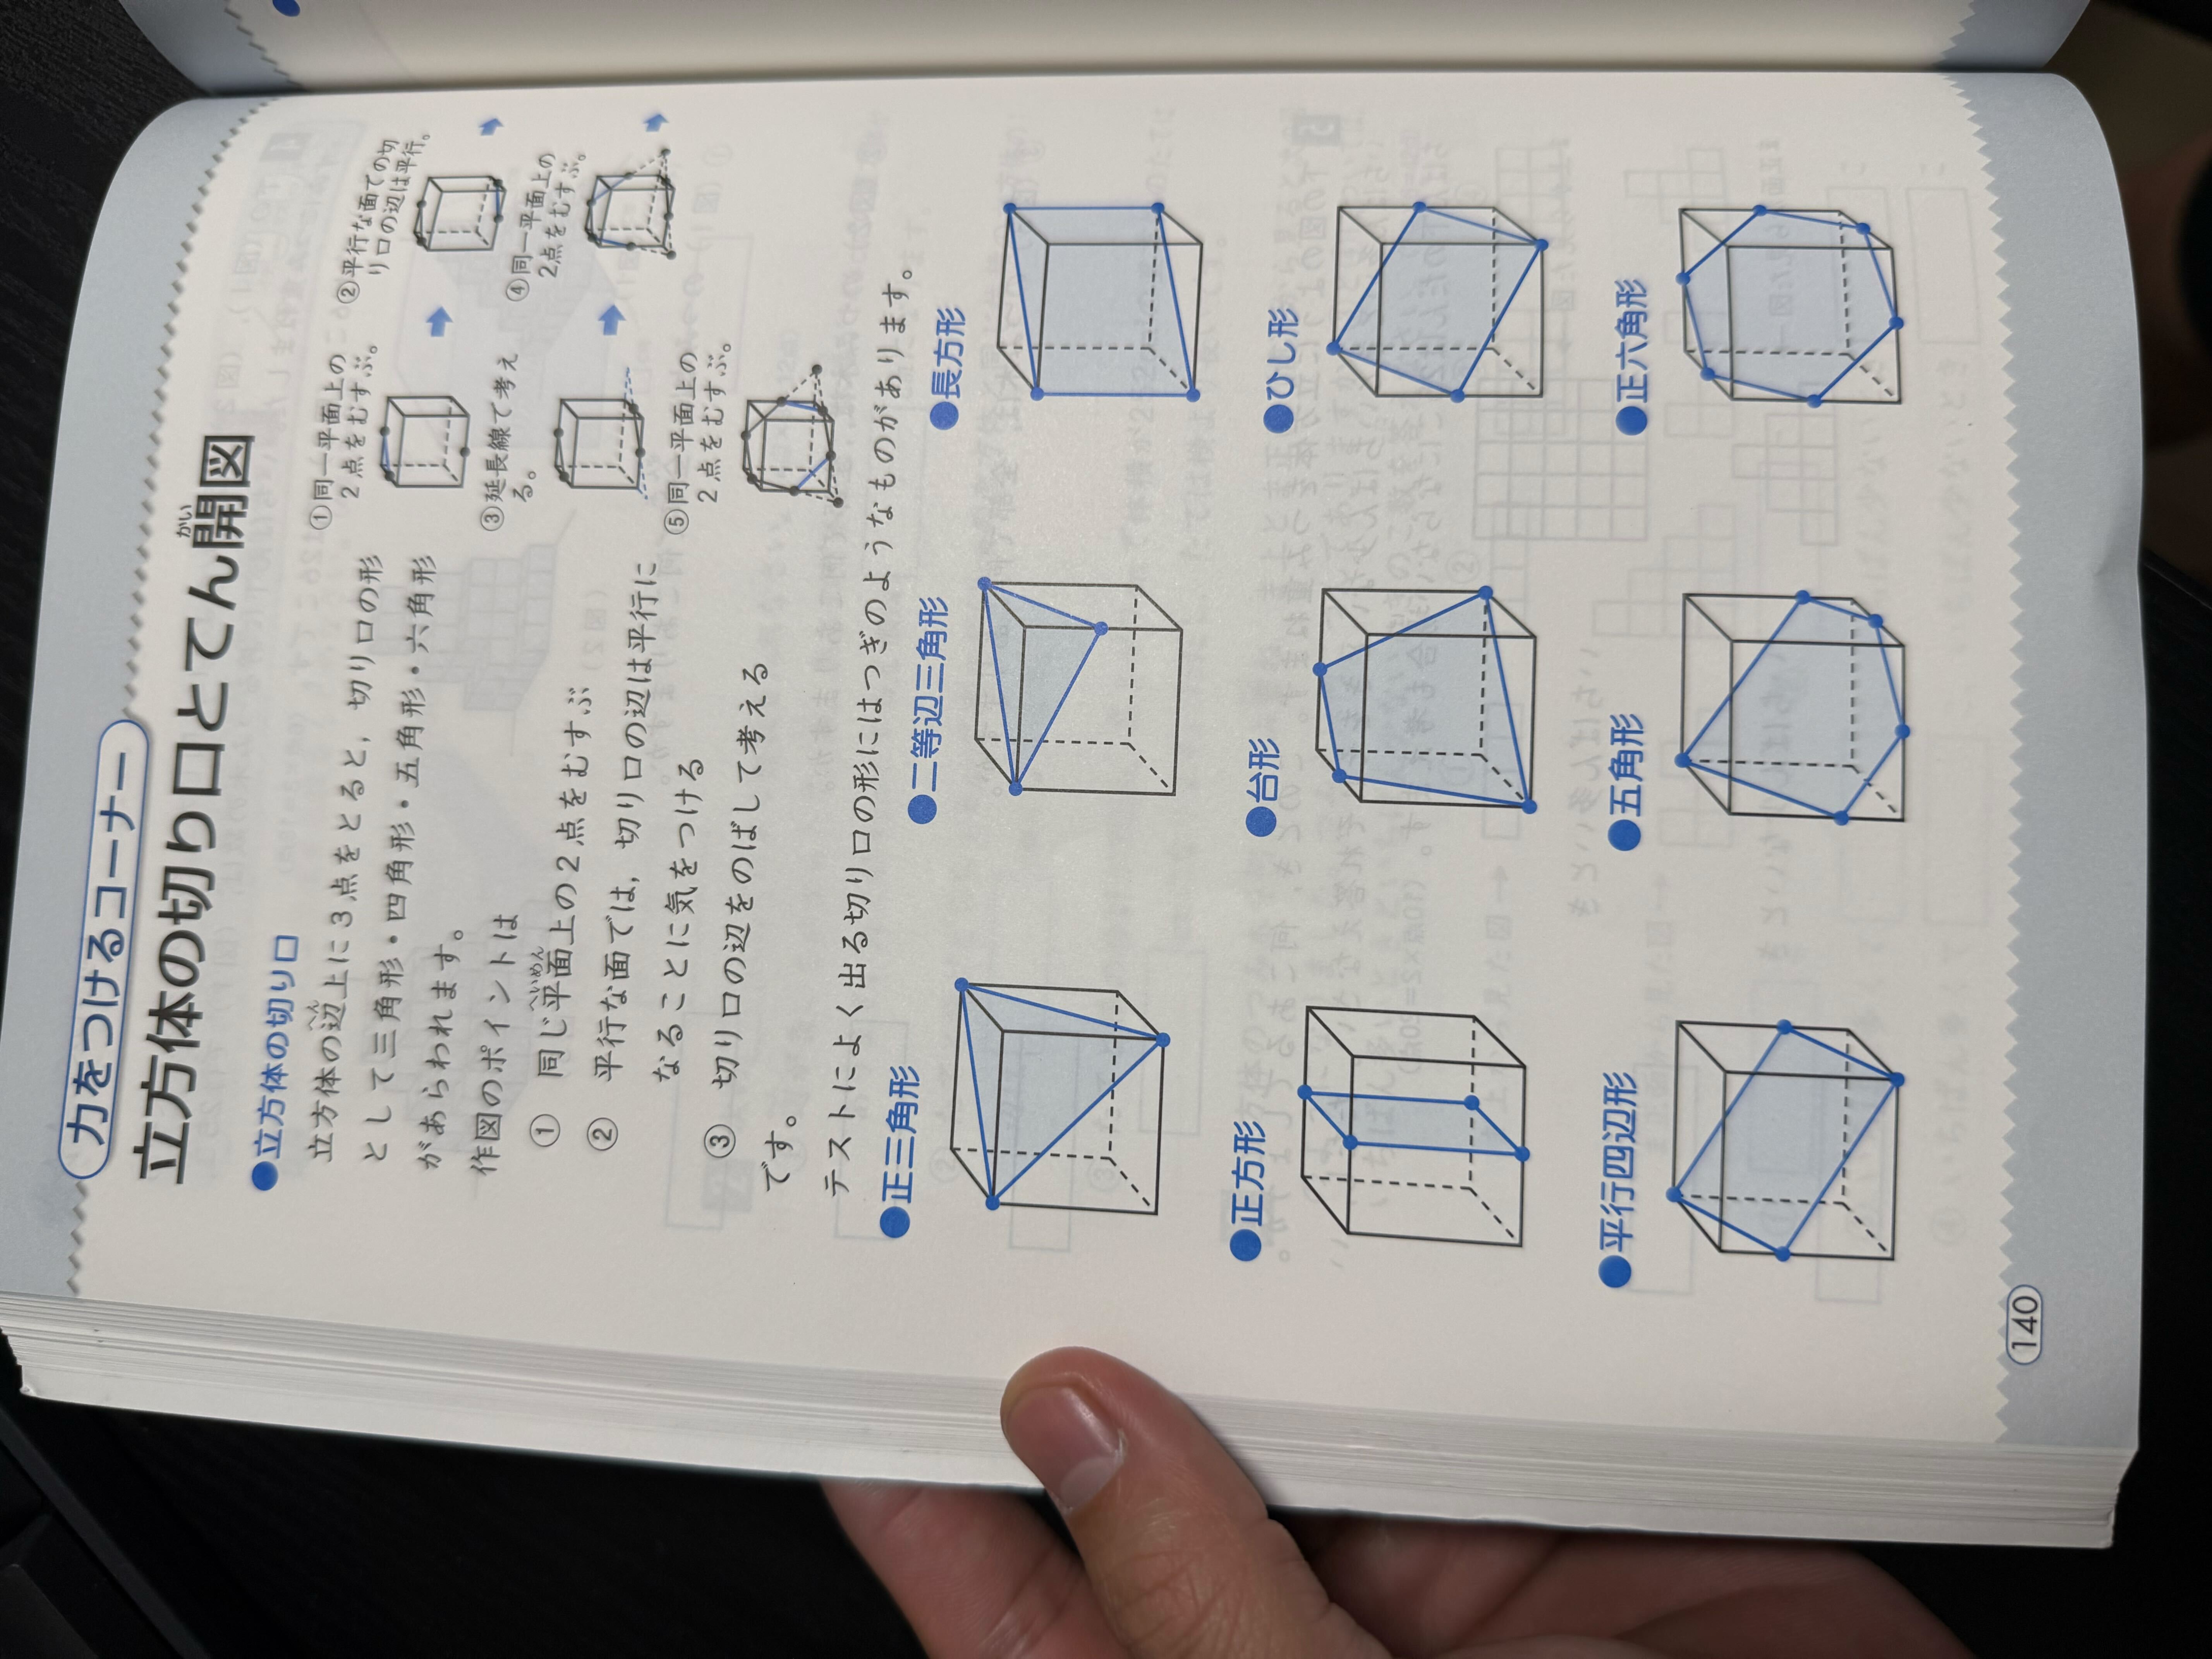 力をつけるコーナー
立方体の切り口とてん開図
がい
●立方体の切り口
立方体の辺上に3点をとると，切り口の形
へん
として三角形・四角形・五角形・六角形
があらわれます。
作図のポイントは
① 同じ平面上の2点をむすぶ
へいめん
② 平行な面では，切り口の辺は平行に
なることに気をつける
③ 切り口の辺をのばして考える
です。
①同一平面上の
2点をむすぶ。
②平行な面での切
り口の辺は平行。
③延長線で考え
る。
④同一平面上の
2点をむすぶ。
⑤同一平面上の
2点をむすぶ。
テストによく出る切り口の形にはつぎのようなものがあります。
●正三角形
●二等辺三角形
●長方形
●正方形
●台形
●ひし形
●平行四辺形
●五角形
●正六角形
140